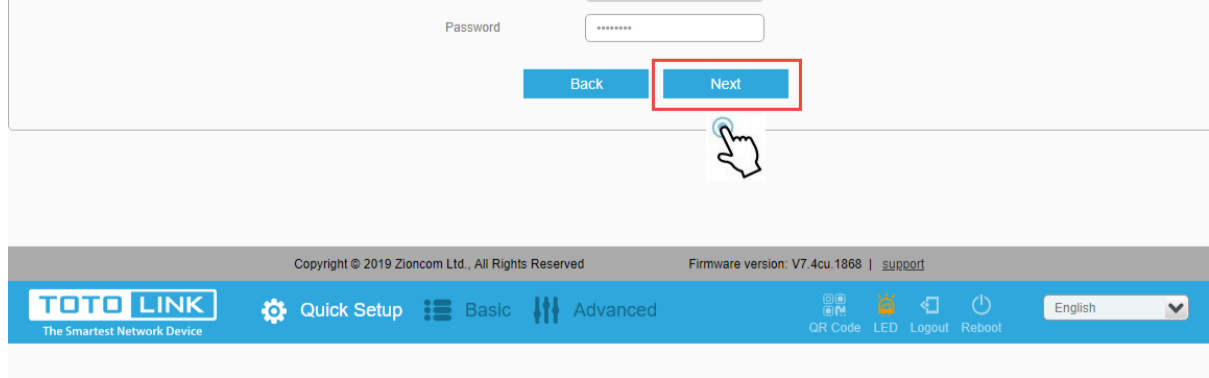 Password ********
Back Next
Copyright © 2019 Zioncom Ltd., All Rights Reserved Firmware version: V7.4cu.1868 | support
TOTO LINK
The Smartest Network Device
Quick Setup Basic Advanced
QR Code LED Logout Reboot
English